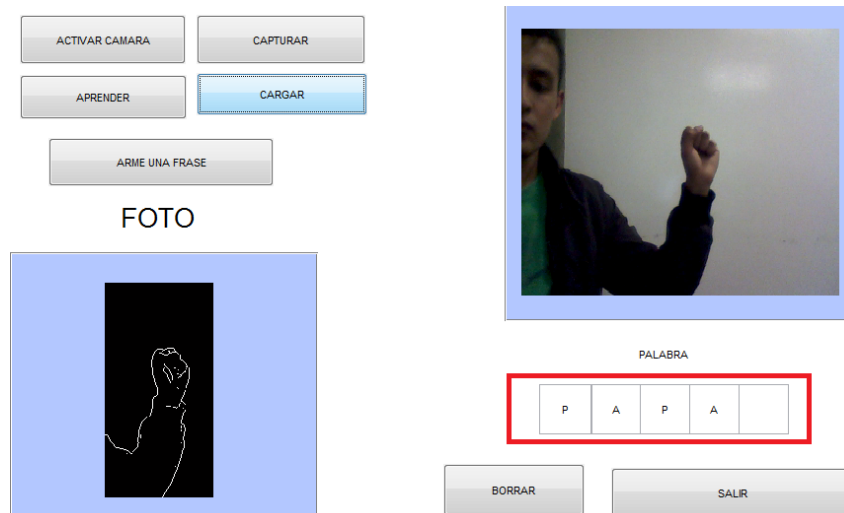 ACTIVAR CAMARA CAPTURAR
APRENDER CARGAR
ARME UNA FRASE
FOTO
PALABRA
P A P A
BORRAR SALIR